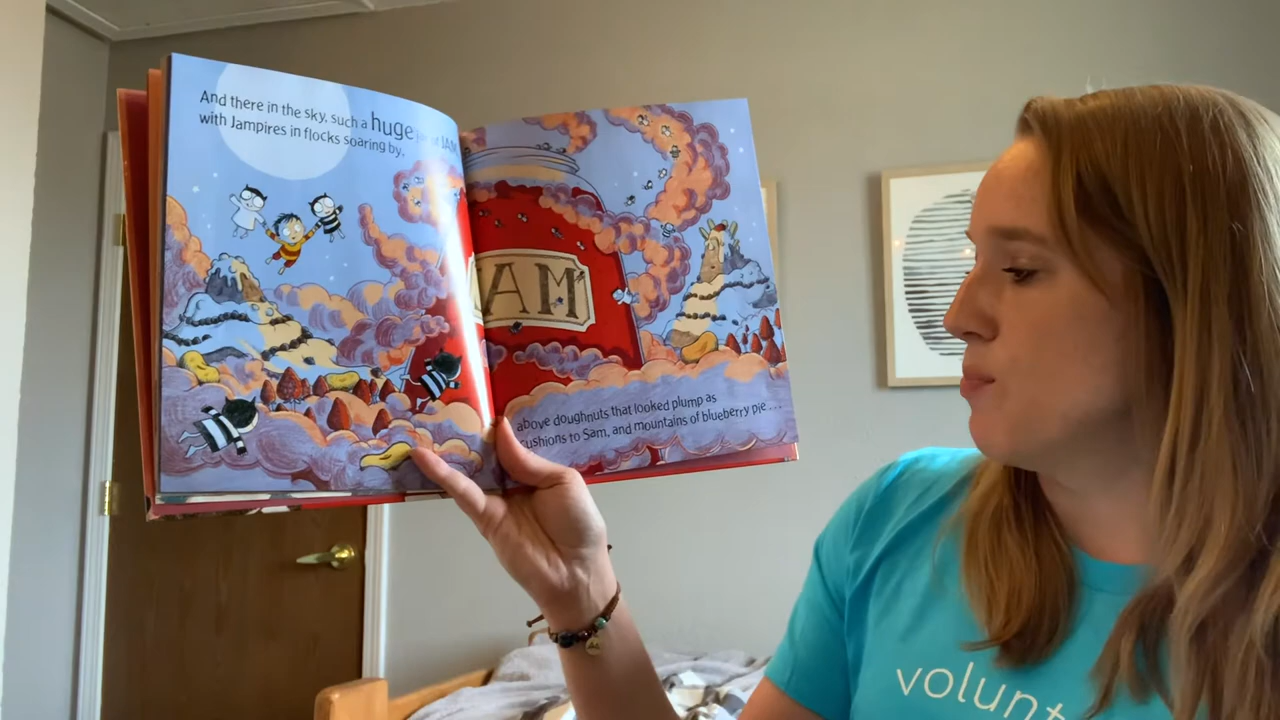 And there in the sky, such a huge JAM
with Jampires in flocks soaring by,
JAM
above doughnuts that looked plump as
cushions to Sam, and mountains of blueberry pie...
volunt